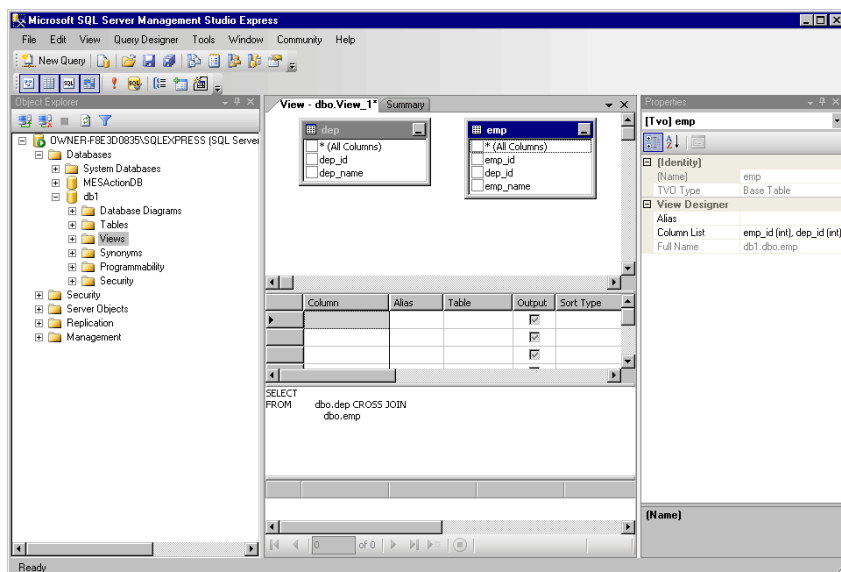 Microsoft SQL Server Management Studio Express
File Edit View Query Designer Tools Window Community Help
New Query
Object Explorer
OWNER-F8E3D0835\SQLEXPRESS (SQL Server
Databases
System Databases
MESActionDB
db1
Database Diagrams
Tables
Views
Synonyms
Programmability
Security
Security
Server Objects
Replication
Management
View - dbo.View_1* Summary
dep
* (All Columns)
dep_id
dep_name
emp
* (All Columns)
emp_id
dep_id
emp_name
Column Alias Table Output Sort Type
SELECT
FROM dbo.dep CROSS JOIN
dbo.emp
0 of 0
Properties
[Tvo] emp
(Identity)
(Name) emp
TVO Type Base Table
View Designer
Alias
Column List emp_id (int), dep_id (int)
Full Name db1.dbo.emp
(Name)
Ready